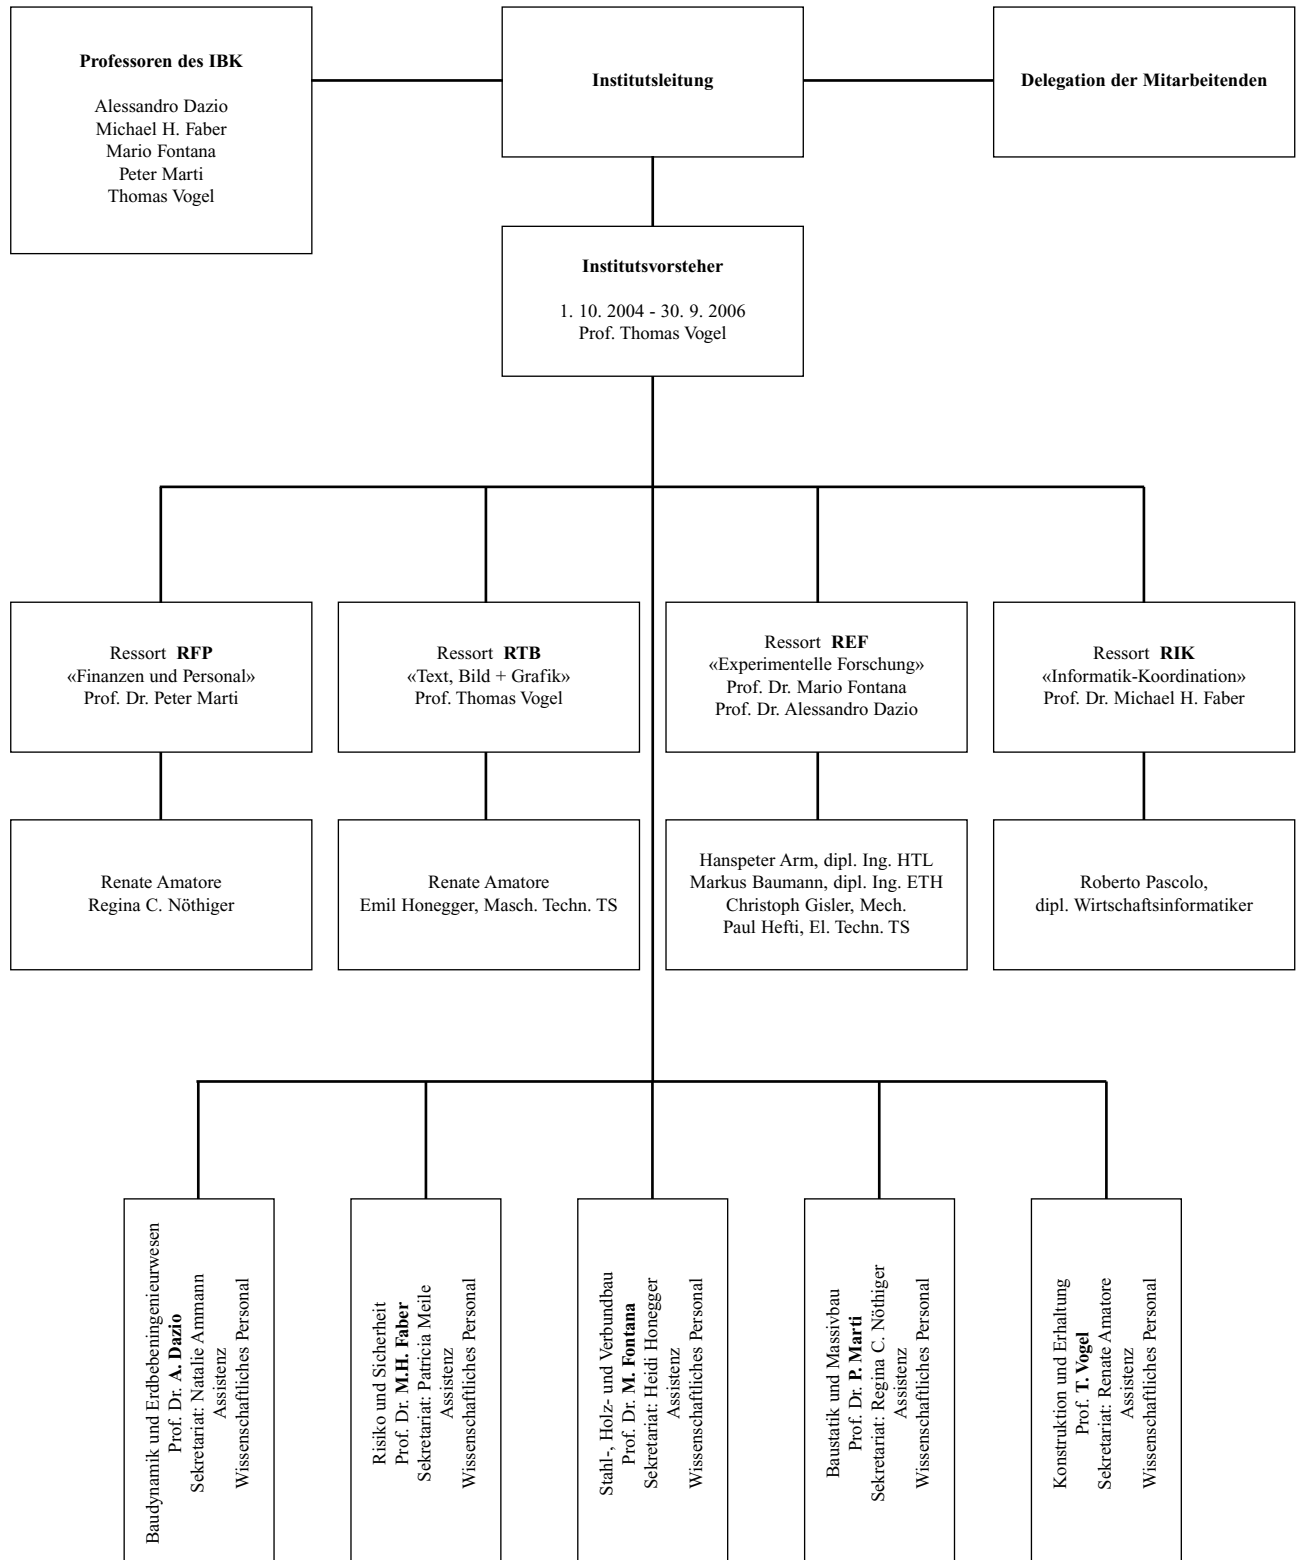 Professoren des IBK
Alessandro Dazio
Michael H. Faber
Mario Fontana
Peter Marti
Thomas Vogel
Institutsleitung
Delegation der Mitarbeitenden
Institutsvorsteher
1. 10. 2004 - 30. 9. 2006
Prof. Thomas Vogel
Ressort RFP
«Finanzen und Personal»
Prof. Dr. Peter Marti
Ressort RTB
«Text, Bild + Grafik»
Prof. Thomas Vogel
Ressort REF
«Experimentelle Forschung»
Prof. Dr. Mario Fontana
Prof. Dr. Alessandro Dazio
Ressort RIK
«Informatik-Koordination»
Prof. Dr. Michael H. Faber
Renate Amatore
Regina C. Nöthiger
Renate Amatore
Emil Honegger, Masch. Techn. TS
Hanspeter Arm, dipl. Ing. HTL
Markus Baumann, dipl. Ing. ETH
Christoph Gisler, Mech.
Paul Hefti, El. Techn. TS
Roberto Pascolo,
dipl. Wirtschaftsinformatiker
Baudynamik und Erdbebeningenieurwesen
Prof. Dr. A. Dazio
Sekretariat: Natalie Ammann
Assistenz
Wissenschaftliches Personal
Risiko und Sicherheit
Prof. Dr. M.H. Faber
Sekretariat: Patricia Meile
Assistenz
Wissenschaftliches Personal
Stahl-, Holz- und Verbundbau
Prof. Dr. M. Fontana
Sekretariat: Heidi Honegger
Assistenz
Wissenschaftliches Personal
Baustatik und Massivbau
Prof. Dr. P. Marti
Sekretariat: Regina C. Nöthiger
Assistenz
Wissenschaftliches Personal
Konstruktion und Erhaltung
Prof. T. Vogel
Sekretariat: Renate Amatore
Assistenz
Wissenschaftliches Personal